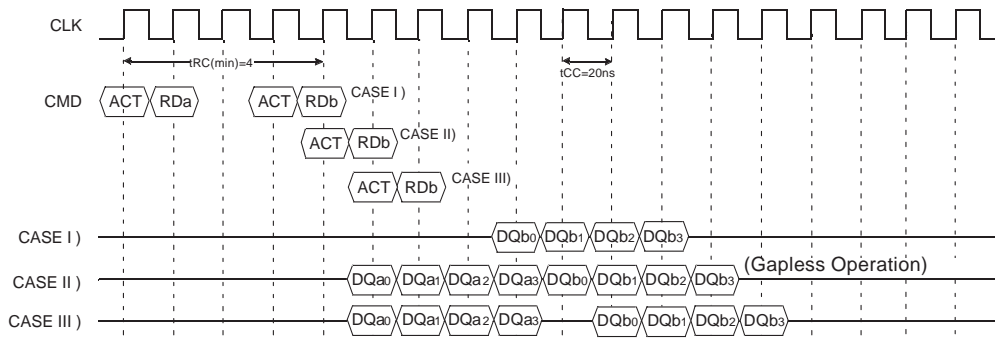 CLK
tRC(min)=4
tCC=20ns
CMD ACT RDa ACT RDb CASE I )
ACT RDb CASE II)
ACT RDb CASE III)
CASE I ) DQb0 DQb1 DQb2 DQb3
CASE II ) DQa0 DQa1 DQa2 DQa3 DQb0 DQb1 DQb2 DQb3 (Gapless Operation)
CASE III ) DQa0 DQa1 DQa2 DQa3 DQb0 DQb1 DQb2 DQb3